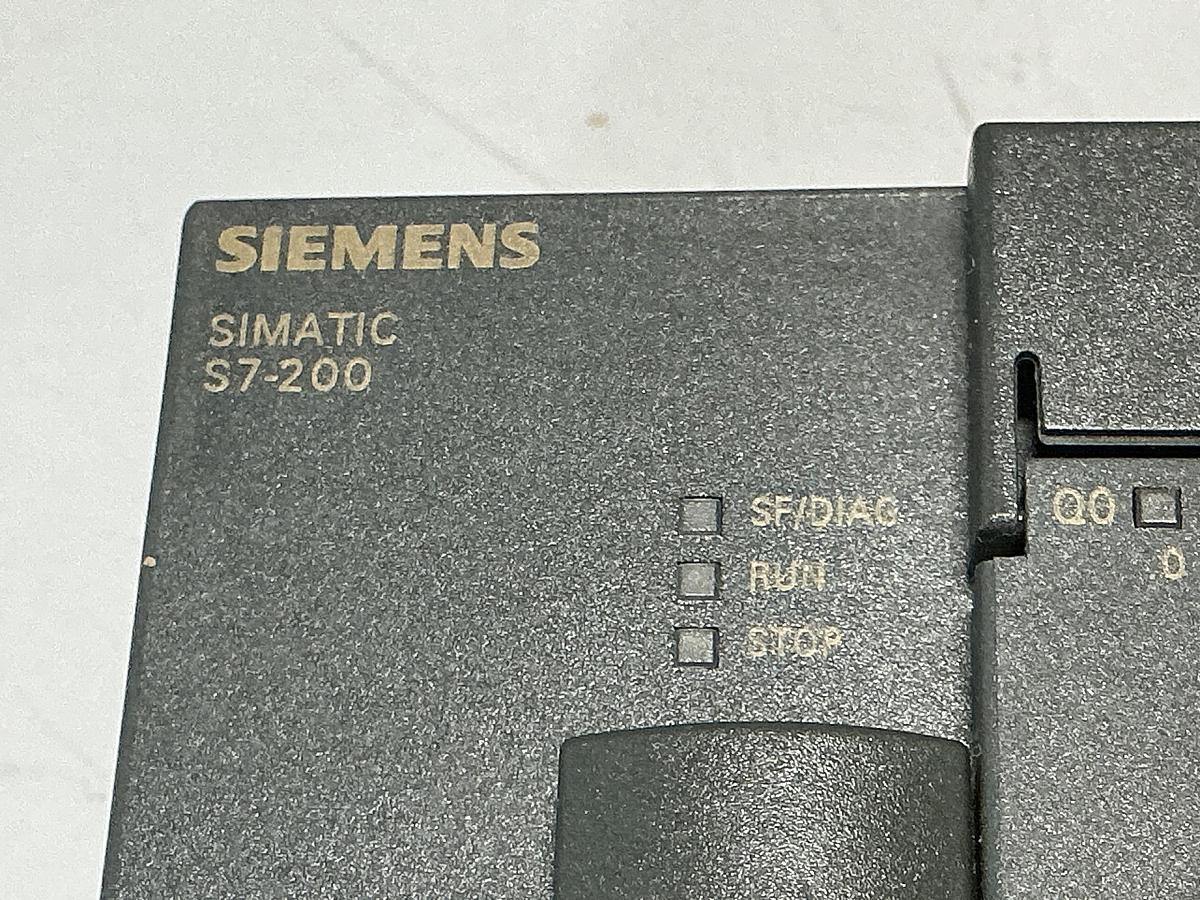 SIEMENS
SIMATIC
S7-200
SF/DIAG
RUN
STOP
Q0
.0